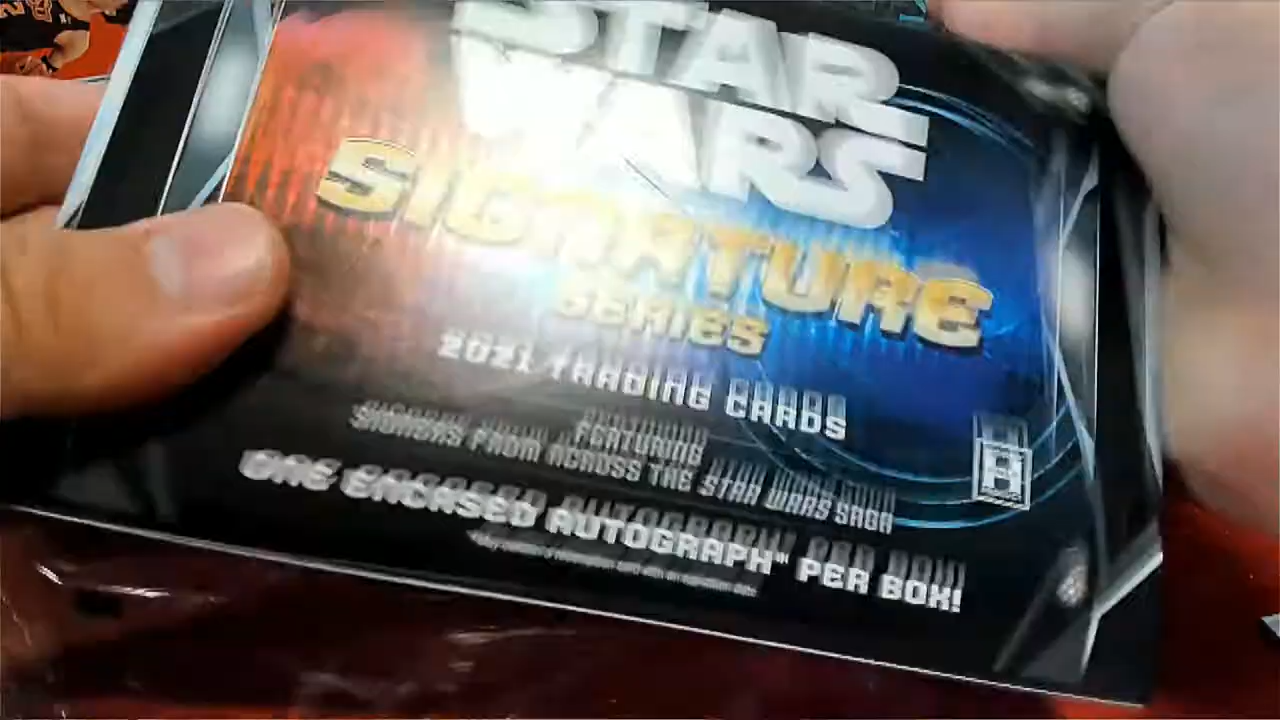 STAR
WARS
SIGNATURE
SERIES
2021 TRADING CARDS
FEATURING
SIGNERS FROM ACROSS THE STAR WARS SAGA
ONE ENCASED AUTOGRAPH* PER BOX!